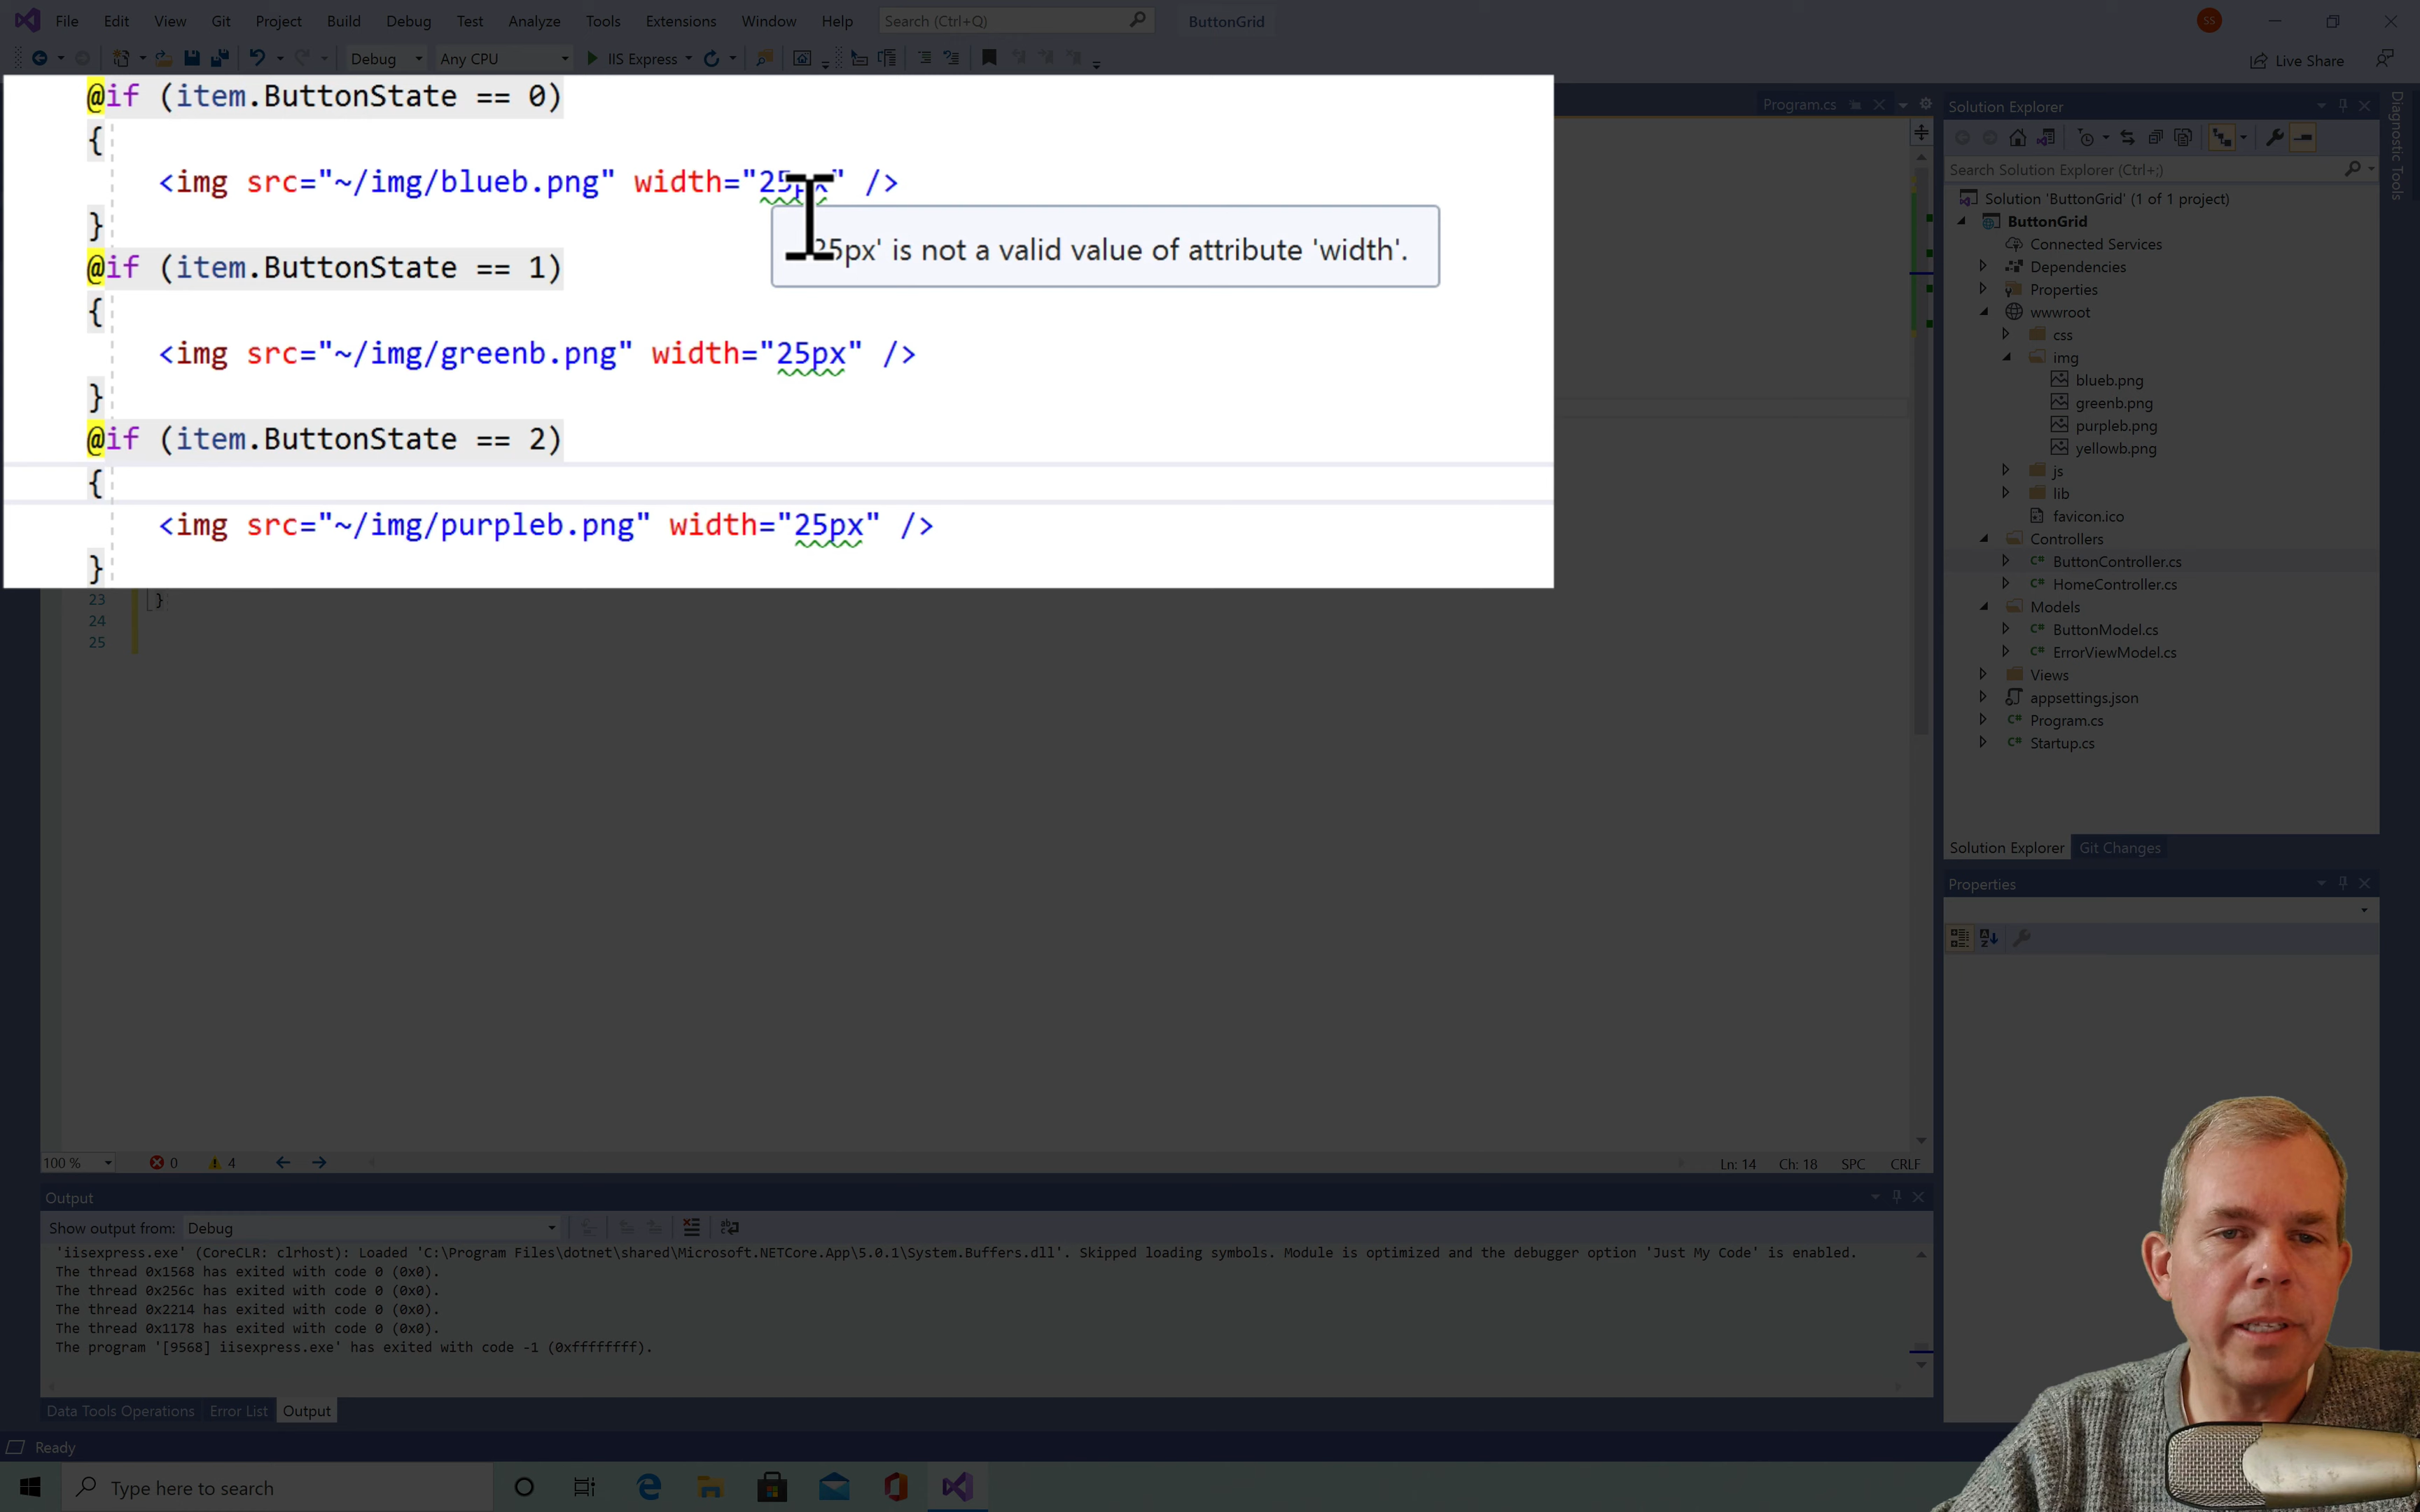 File Edit View Git Project Build Debug Test Analyze Tools Extensions Window Help Search (Ctrl+Q) ButtonGrid SS
Debug Any CPU IIS Express Live Share
@if (item.ButtonState == 0)
{
<img src="~/img/blueb.png" width="25px" />
}
25px' is not a valid value of attribute 'width'.
@if (item.ButtonState == 1)
{
<img src="~/img/greenb.png" width="25px" />
}
@if (item.ButtonState == 2)
{
<img src="~/img/purpleb.png" width="25px" />
}
23 }
24
25
Program.cs
Solution Explorer
Search Solution Explorer (Ctrl+;)
Solution 'ButtonGrid' (1 of 1 project)
ButtonGrid
Connected Services
Dependencies
Properties
wwwroot
css
img
blueb.png
greenb.png
purpleb.png
yellowb.png
js
lib
favicon.ico
Controllers
C# ButtonController.cs
C# HomeController.cs
Models
C# ButtonModel.cs
C# ErrorViewModel.cs
Views
appsettings.json
C# Program.cs
C# Startup.cs
Solution Explorer Git Changes
Properties
Diagnostic Tools
100 % 0 4 Ln: 14 Ch: 18 SPC CRLF
Output
Show output from: Debug
'iisexpress.exe' (CoreCLR: clrhost): Loaded 'C:\Program Files\dotnet\shared\Microsoft.NETCore.App\5.0.1\System.Buffers.dll'. Skipped loading symbols. Module is optimized and the debugger option 'Just My Code' is enabled.
The thread 0x1568 has exited with code 0 (0x0).
The thread 0x256c has exited with code 0 (0x0).
The thread 0x2214 has exited with code 0 (0x0).
The thread 0x1178 has exited with code 0 (0x0).
The program '[9568] iisexpress.exe' has exited with code -1 (0xffffffff).
Data Tools Operations Error List Output
Ready
Type here to search